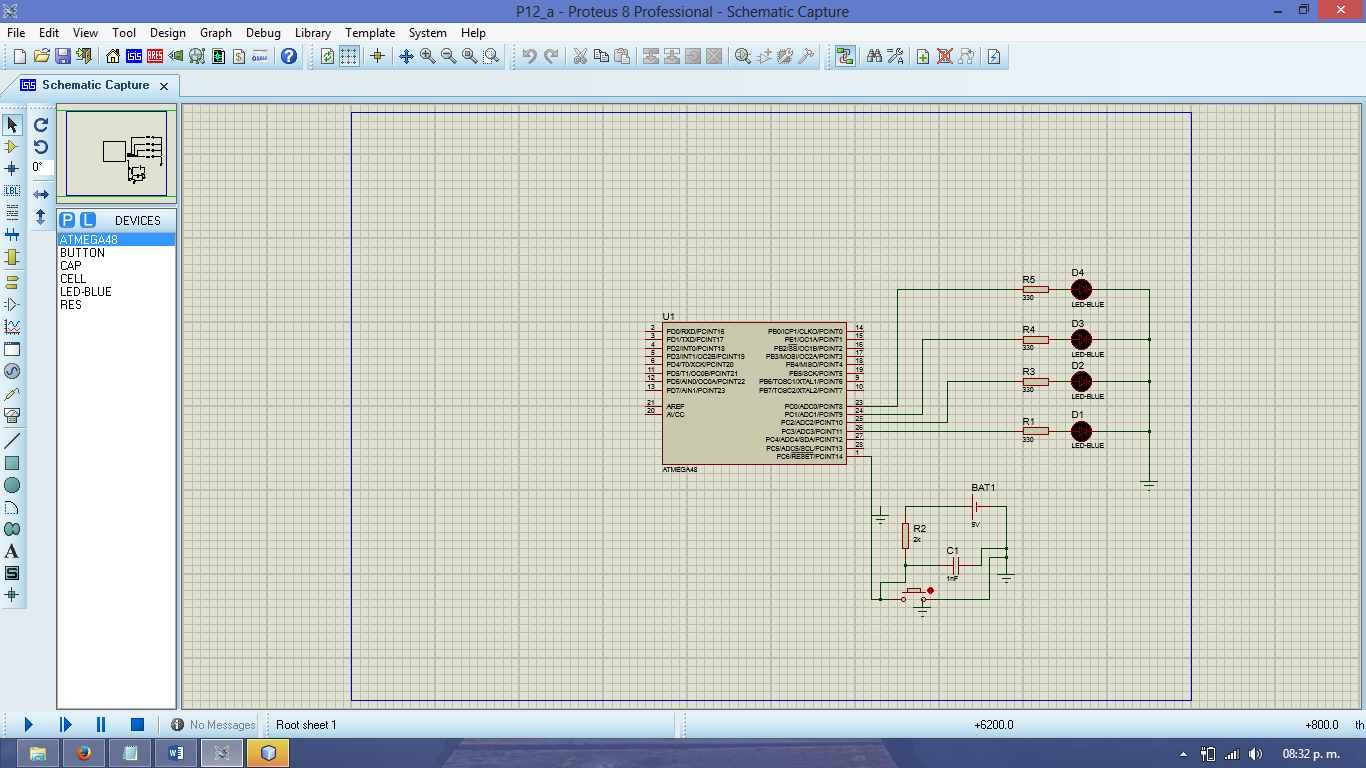 P12_a - Proteus 8 Professional - Schematic Capture
File Edit View Tool Design Graph Debug Library Template System Help
Schematic Capture
0°
LBL
P L DEVICES
ATMEGA48
BUTTON
CAP
CELL
LED-BLUE
RES
A
S
U1
2 PD0/RXD/PCINT16
3 PD1/TXD/PCINT17
4 PD2/INT0/PCINT18
5 PD3/INT1/OC2B/PCINT19
6 PD4/T0/XCK/PCINT20
11 PD5/T1/OC0B/PCINT21
12 PD6/AIN0/OC0A/PCINT22
13 PD7/AIN1/PCINT23
21 AREF
20 AVCC
PB0/ICP1/CLKO/PCINT0 14
PB1/OC1A/PCINT1 15
PB2/SS/OC1B/PCINT2 16
PB3/MOSI/OC2A/PCINT3 17
PB4/MISO/PCINT4 18
PB5/SCK/PCINT5 19
PB6/TOSC1/XTAL1/PCINT6 9
PB7/TOSC2/XTAL2/PCINT7 10
PC0/ADC0/PCINT8 23
PC1/ADC1/PCINT9 24
PC2/ADC2/PCINT10 25
PC3/ADC3/PCINT11 26
PC4/ADC4/SDA/PCINT12 27
PC5/ADC5/SCL/PCINT13 28
PC6/RESET/PCINT14 1
ATMEGA48
R5 D4
330 LED-BLUE
R4 D3
330 LED-BLUE
R3 D2
330 LED-BLUE
R1 D1
330 LED-BLUE
BAT1
5V
R2
2k
C1
1nF
No Messages
Root sheet 1
+6200.0
+800.0
th
08:32 p. m.